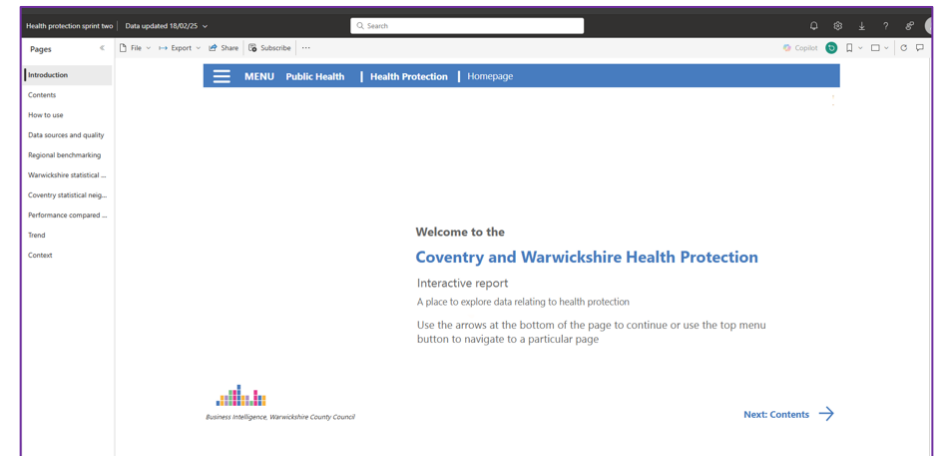 Health protection sprint two | Data updated 18/02/25
Search
Pages
File
Export
Share
Subscribe
Copilot
Introduction
Contents
How to use
Data sources and quality
Regional benchmarking
Warwickshire statistical ...
Coventry statistical neig...
Performance compared ...
Trend
Context
MENU Public Health | Health Protection | Homepage
Welcome to the
Coventry and Warwickshire Health Protection
Interactive report
A place to explore data relating to health protection
Use the arrows at the bottom of the page to continue or use the top menu
button to navigate to a particular page
Business Intelligence, Warwickshire County Council
Next: Contents